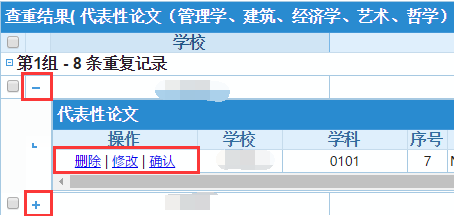 查重结果( 代表性论文（管理学、建筑、经济学、艺术、哲学）
学校
第1组 - 8 条重复记录
代表性论文
操作 学校 学科 序号
删除 | 修改 | 确认 0101 7